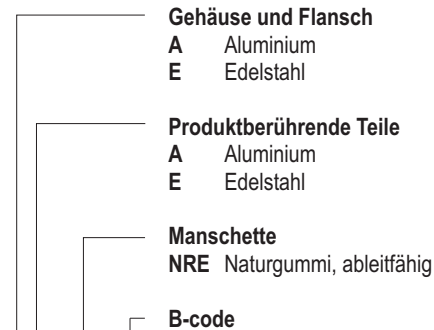 Gehäuse und Flansch
A Aluminium
E Edelstahl
Produktberührende Teile
A Aluminium
E Edelstahl
Manschette
NRE Naturgummi, ableitfähig
B-code